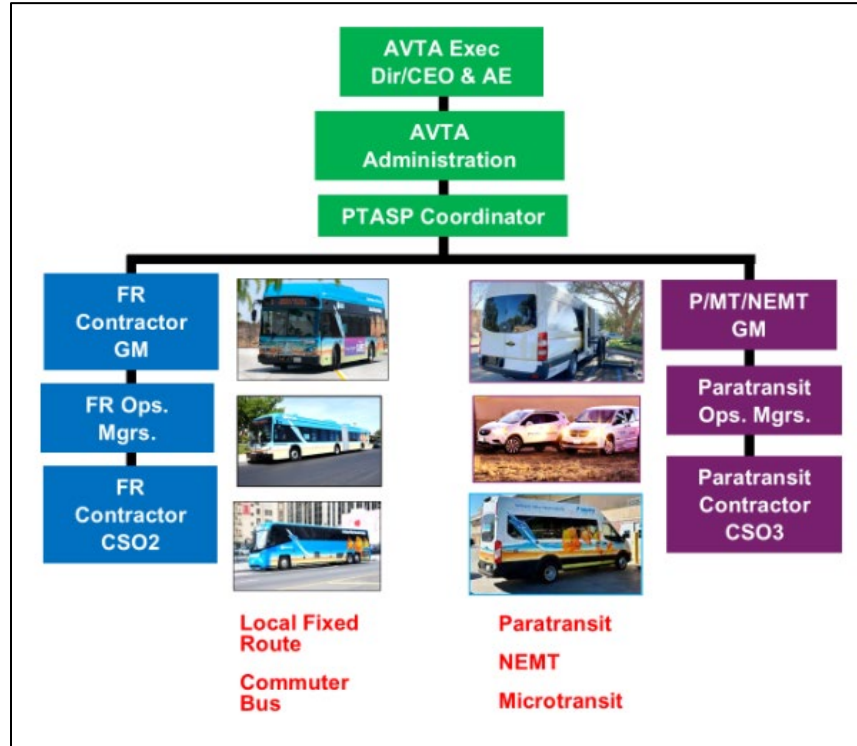 AVTA Exec
Dir/CEO & AE
AVTA
Administration
PTASP Coordinator
FR
Contractor
GM
P/MT/NEMT
GM
FR Ops.
Mgrs.
Paratransit
Ops. Mgrs.
FR
Contractor
CSO2
Paratransit
Contractor
CSO3
Local Fixed
Route
Commuter
Bus
Paratransit
NEMT
Microtransit